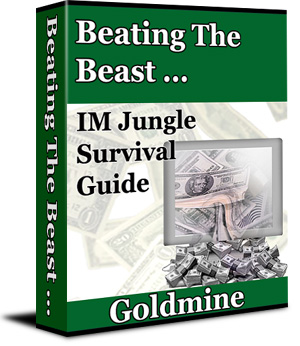 Beating The
Beast ...
IM Jungle
Survival
Guide
Goldmine
Beating The Beast ...